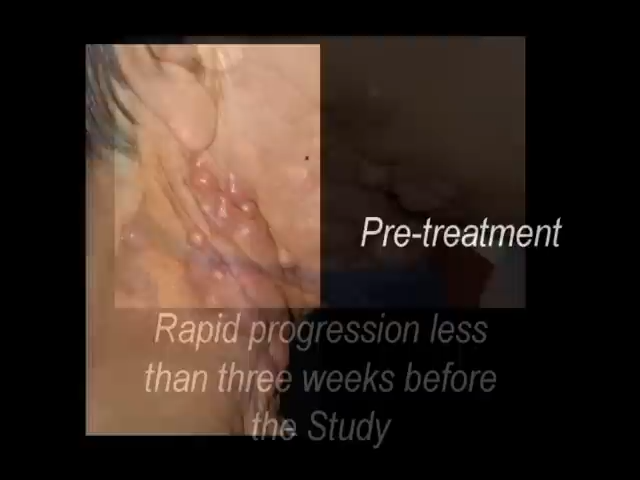 Pre-treatment
Rapid progression less
than three weeks before
the Study